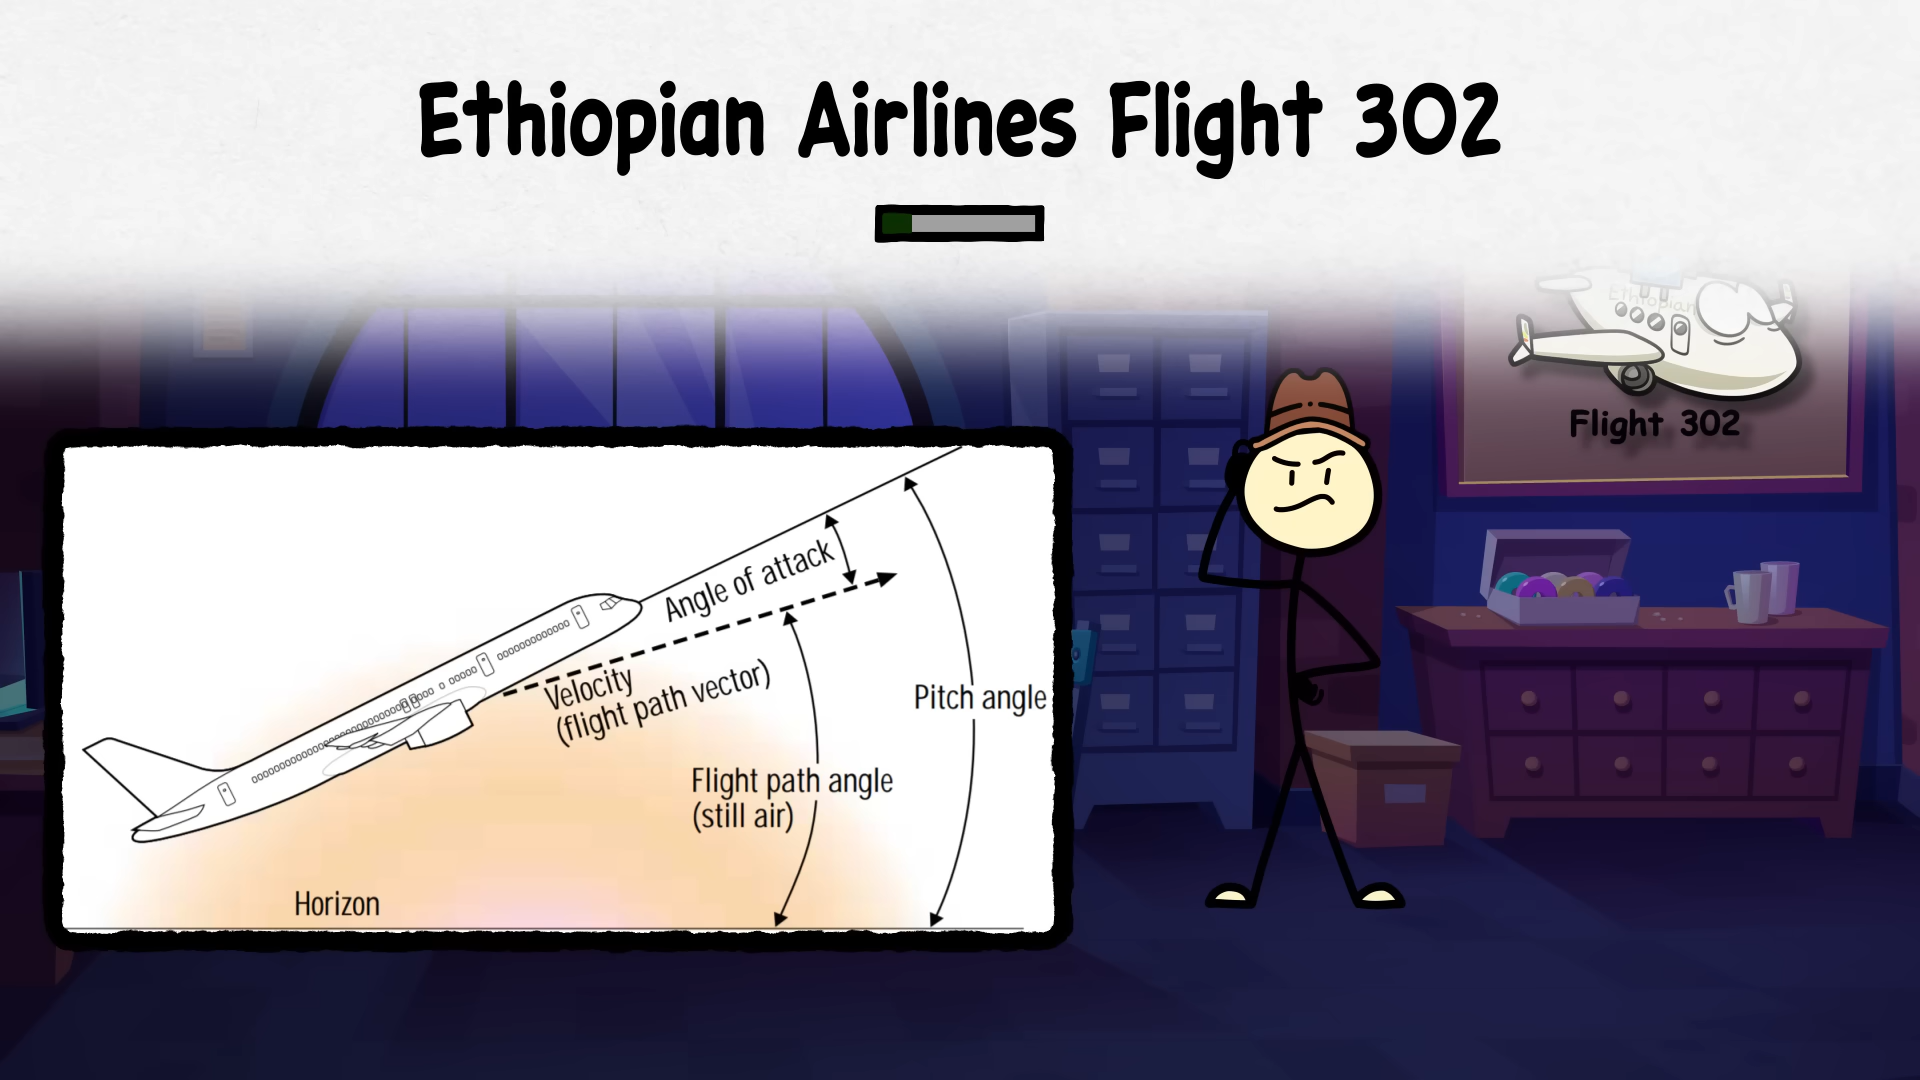 Ethiopian Airlines Flight 302
Ethiopian
Flight 302
Angle of attack
Velocity
(flight path vector)
Pitch angle
Flight path angle
(still air)
Horizon